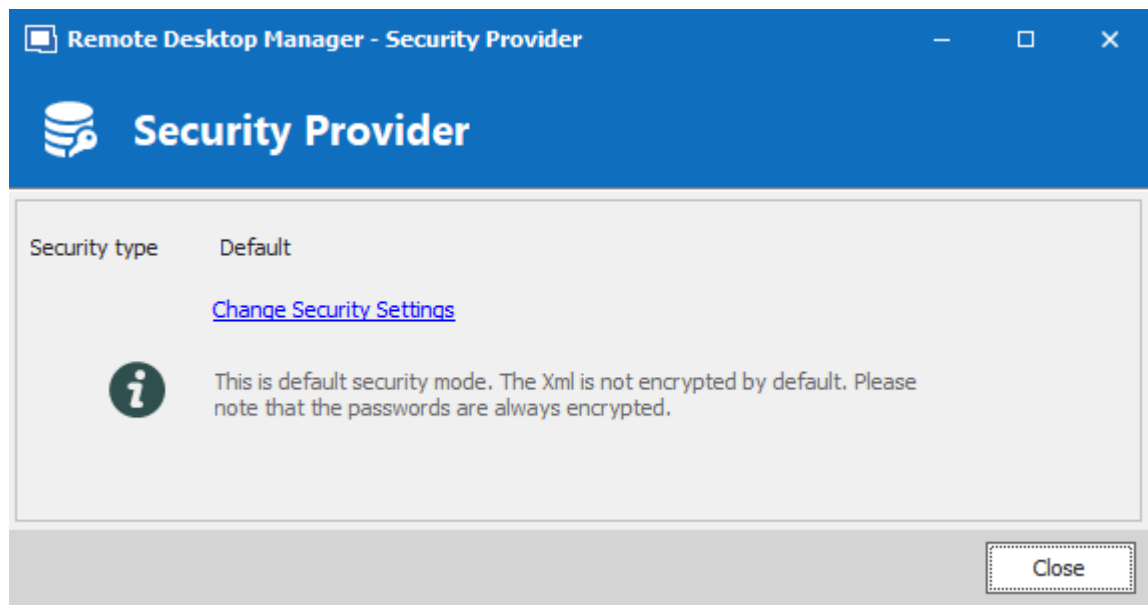 Remote Desktop Manager - Security Provider
Security Provider
Security type Default
Change Security Settings
This is default security mode. The Xml is not encrypted by default. Please
note that the passwords are always encrypted.
Close